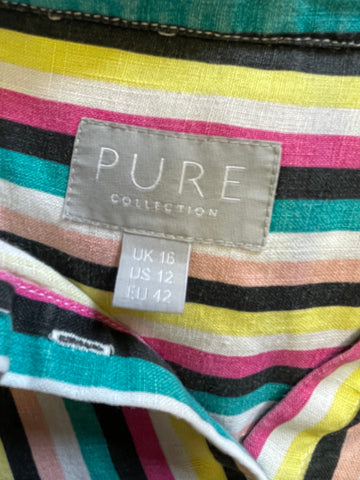 PURE
COLLECTION
UK 16
US 12
EU 42